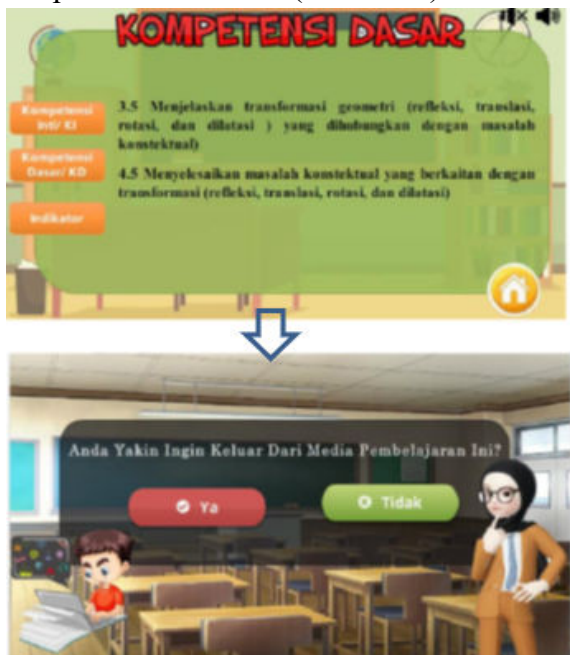 KOMPETENSI DASAR
Kompetensi
Inti/ KI
Kompetensi
Dasar/ KD
Indikator
3.5 Menjelaskan transformasi geometri (refleksi, translasi,
rotasi, dan dilatasi ) yang dihubungkan dengan masalah
konstektual)
4.5 Menyelesaikan masalah konstektual yang berkaitan dengan
transformasi (refleksi, translasi, rotasi, dan dilatasi)
Anda Yakin Ingin Keluar Dari Media Pembelajaran Ini?
Ya
Tidak